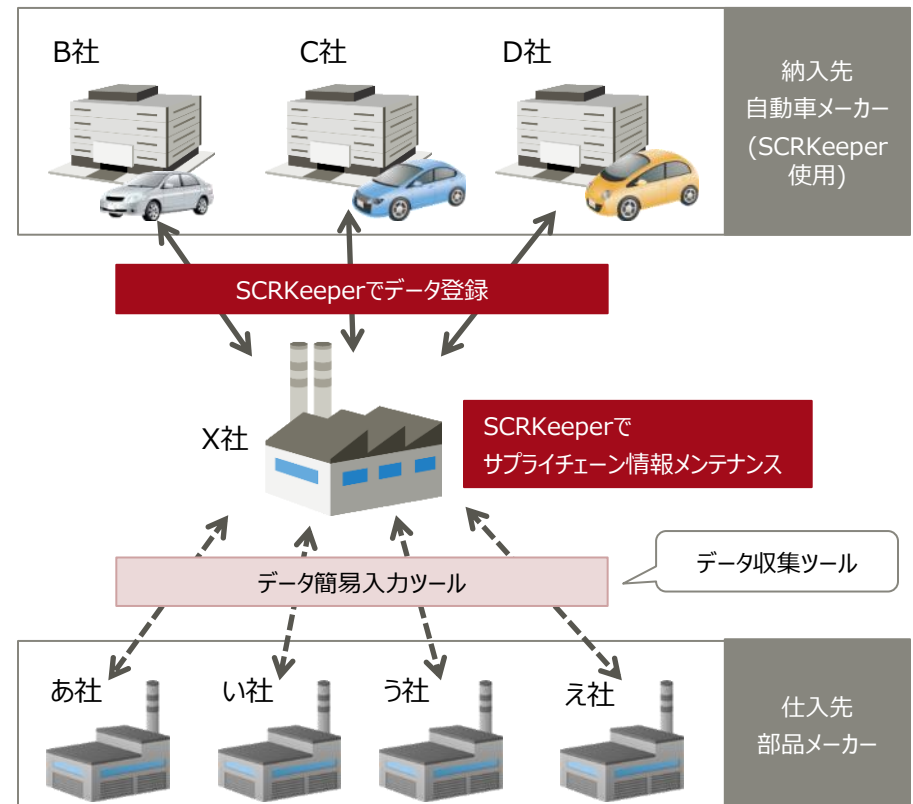 B社
C社
D社
納入先
自動車メーカー
(SCRKeeper
使用)
SCRKeeperでデータ登録
X社
SCRKeeperで
サプライチェーン情報メンテナンス
データ簡易入力ツール
データ収集ツール
あ社
い社
う社
え社
仕入先
部品メーカー